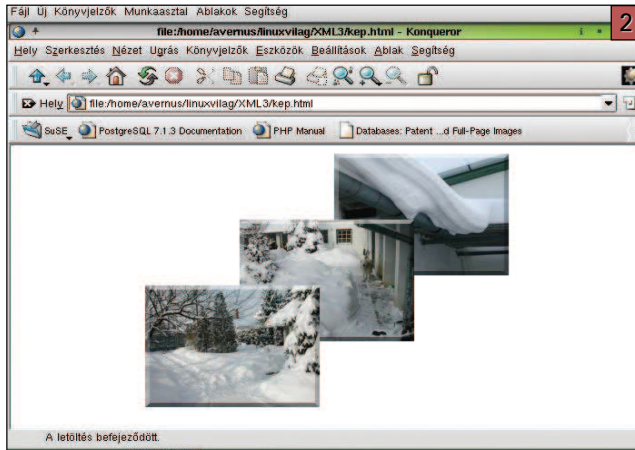 Fájl Új Könyvjelzők Munkaasztal Ablakok Segítség
file:/home/avernus/linuxvilag/XML3/kep.html - Konqueror
2
Hely Szerkesztés Nézet Ugrás Könyvjelzők Eszközök Beállítások Ablak Segítség
Hely file:/home/avernus/linuxvilag/XML3/kep.html
SuSE PostgreSQL 7.1.3 Documentation PHP Manual Databases: Patent ...d Full-Page Images
A letöltés befejeződött.